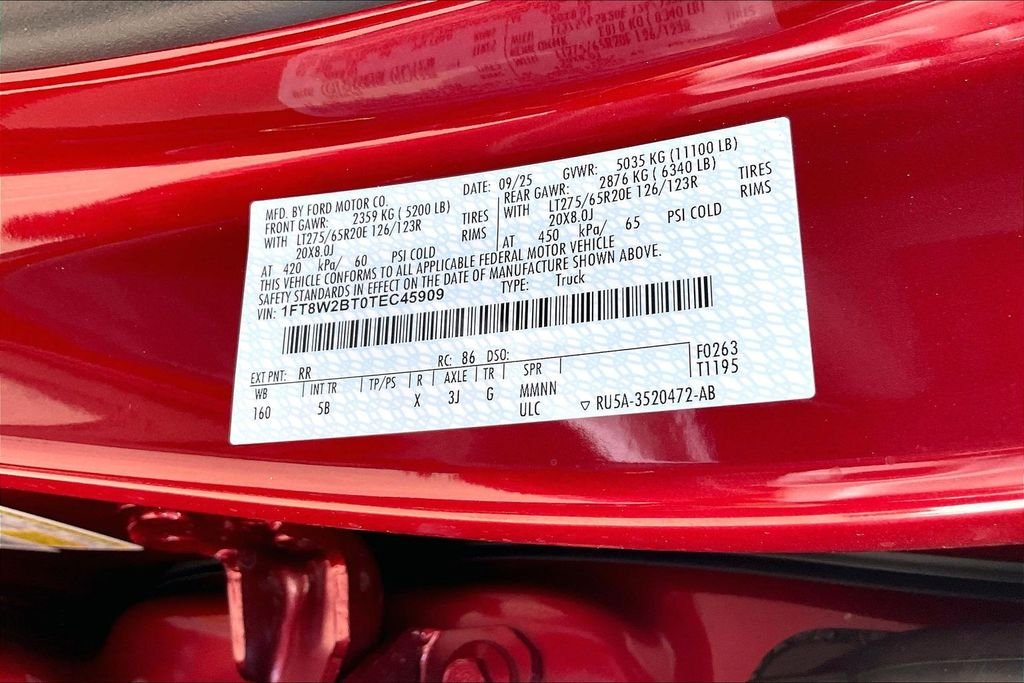 MFD. BY FORD MOTOR CO.
DATE: 09/25
GVWR: 5035 KG (11100 LB)
FRONT GAWR: 2359 KG ( 5200 LB)
WITH LT275/65R20E 126/123R TIRES
20X8.0J RIMS
AT 420 kPa/ 60 PSI COLD
REAR GAWR: 2876 KG ( 6340 LB)
WITH LT275/65R20E 126/123R TIRES
20X8.0J RIMS
AT 450 kPa/ 65 PSI COLD
THIS VEHICLE CONFORMS TO ALL APPLICABLE FEDERAL MOTOR VEHICLE
SAFETY STANDARDS IN EFFECT ON THE DATE OF MANUFACTURE SHOWN ABOVE.
VIN: 1FT8W2BT0TEC45909 TYPE: Truck
EXT PNT: RR RC: 86 DSO:
WB INT TR TP/PS R AXLE TR SPR
160 5B X 3J G MMNN
ULC
F0263
T1195
RU5A-3520472-AB